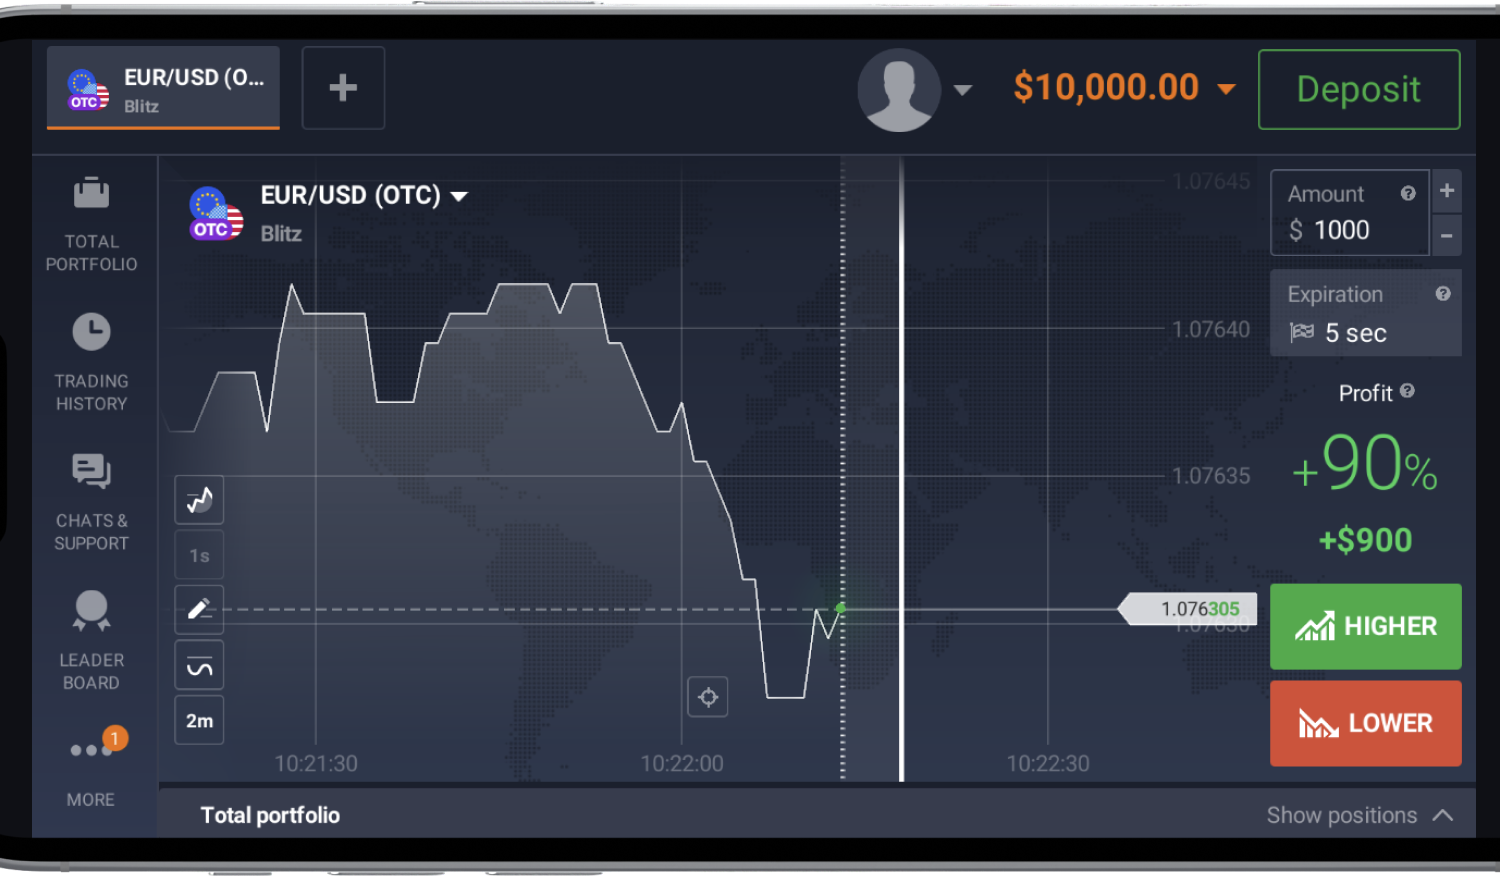 EUR/USD (O...
OTC
Blitz
+
$10,000.00
Deposit
TOTAL
PORTFOLIO
TRADING
HISTORY
CHATS &
SUPPORT
LEADER
BOARD
1
MORE
EUR/USD (OTC)
OTC
Blitz
1s
2m
1.07645
1.07640
1.07635
1.07630
1.076305
10:21:30
10:22:00
10:22:30
Amount ?
+
$ 1000
-
Expiration ?
5 sec
Profit ?
+90%
+$900
HIGHER
LOWER
Total portfolio
Show positions